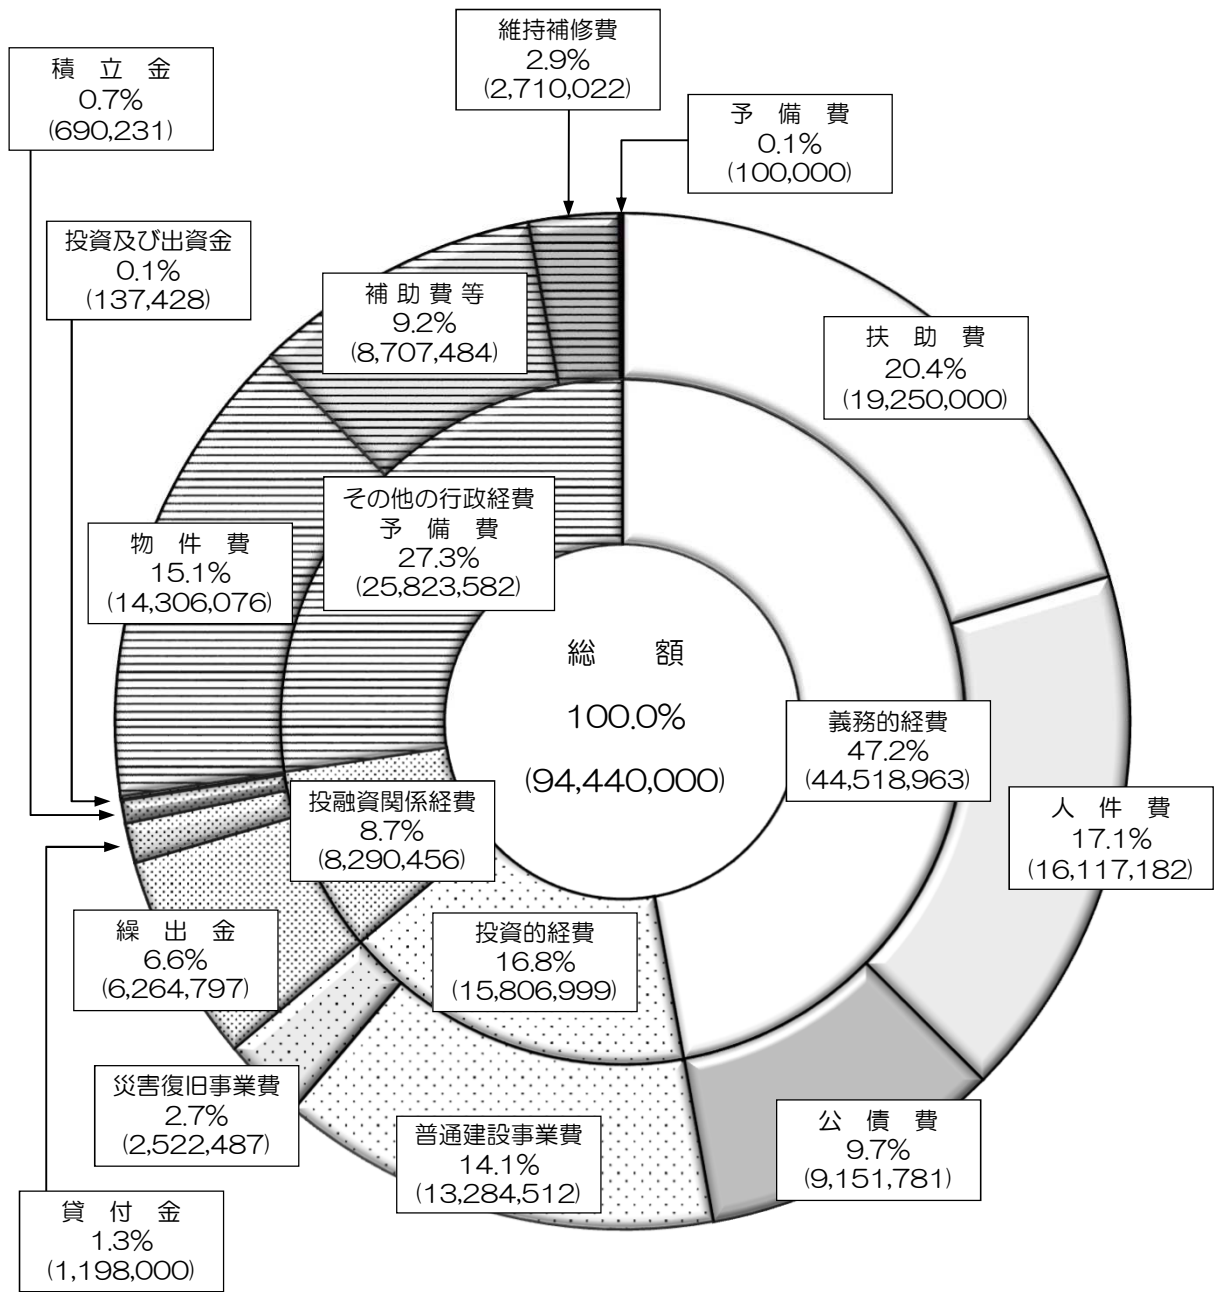 維持補修費
2.9%
(2,710,022)
積　立　金
0.7%
(690,231)
予　備　費
0.1%
(100,000)
投資及び出資金
0.1%
(137,428)
補 助 費 等
9.2%
(8,707,484)
扶　助　費
20.4%
(19,250,000)
その他の行政経費
予　備　費
27.3%
(25,823,582)
物　件　費
15.1%
(14,306,076)
総　　額
100.0%
(94,440,000)
義務的経費
47.2%
(44,518,963)
投融資関係経費
8.7%
(8,290,456)
人　件　費
17.1%
(16,117,182)
繰　出　金
6.6%
(6,264,797)
投資的経費
16.8%
(15,806,999)
災害復旧事業費
2.7%
(2,522,487)
普通建設事業費
14.1%
(13,284,512)
公　債　費
9.7%
(9,151,781)
貸　付　金
1.3%
(1,198,000)